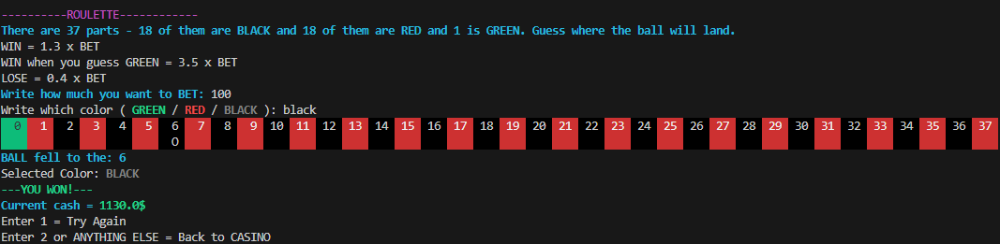 ----------ROULETTE------------
There are 37 parts - 18 of them are BLACK and 18 of them are RED and 1 is GREEN. Guess where the ball will land.
WIN = 1.3 x BET
WIN when you guess GREEN = 3.5 x BET
LOSE = 0.4 x BET
Write how much you want to BET: 100
Write which color ( GREEN / RED / BLACK ): black
0 1 2 3 4 5 6 7 8 9 10 11 12 13 14 15 16 17 18 19 20 21 22 23 24 25 26 27 28 29 30 31 32 33 34 35 36 37
O
BALL fell to the: 6
Selected Color: BLACK
---YOU WON!---
Current cash = 1130.0$
Enter 1 = Try Again
Enter 2 or ANYTHING ELSE = Back to CASINO